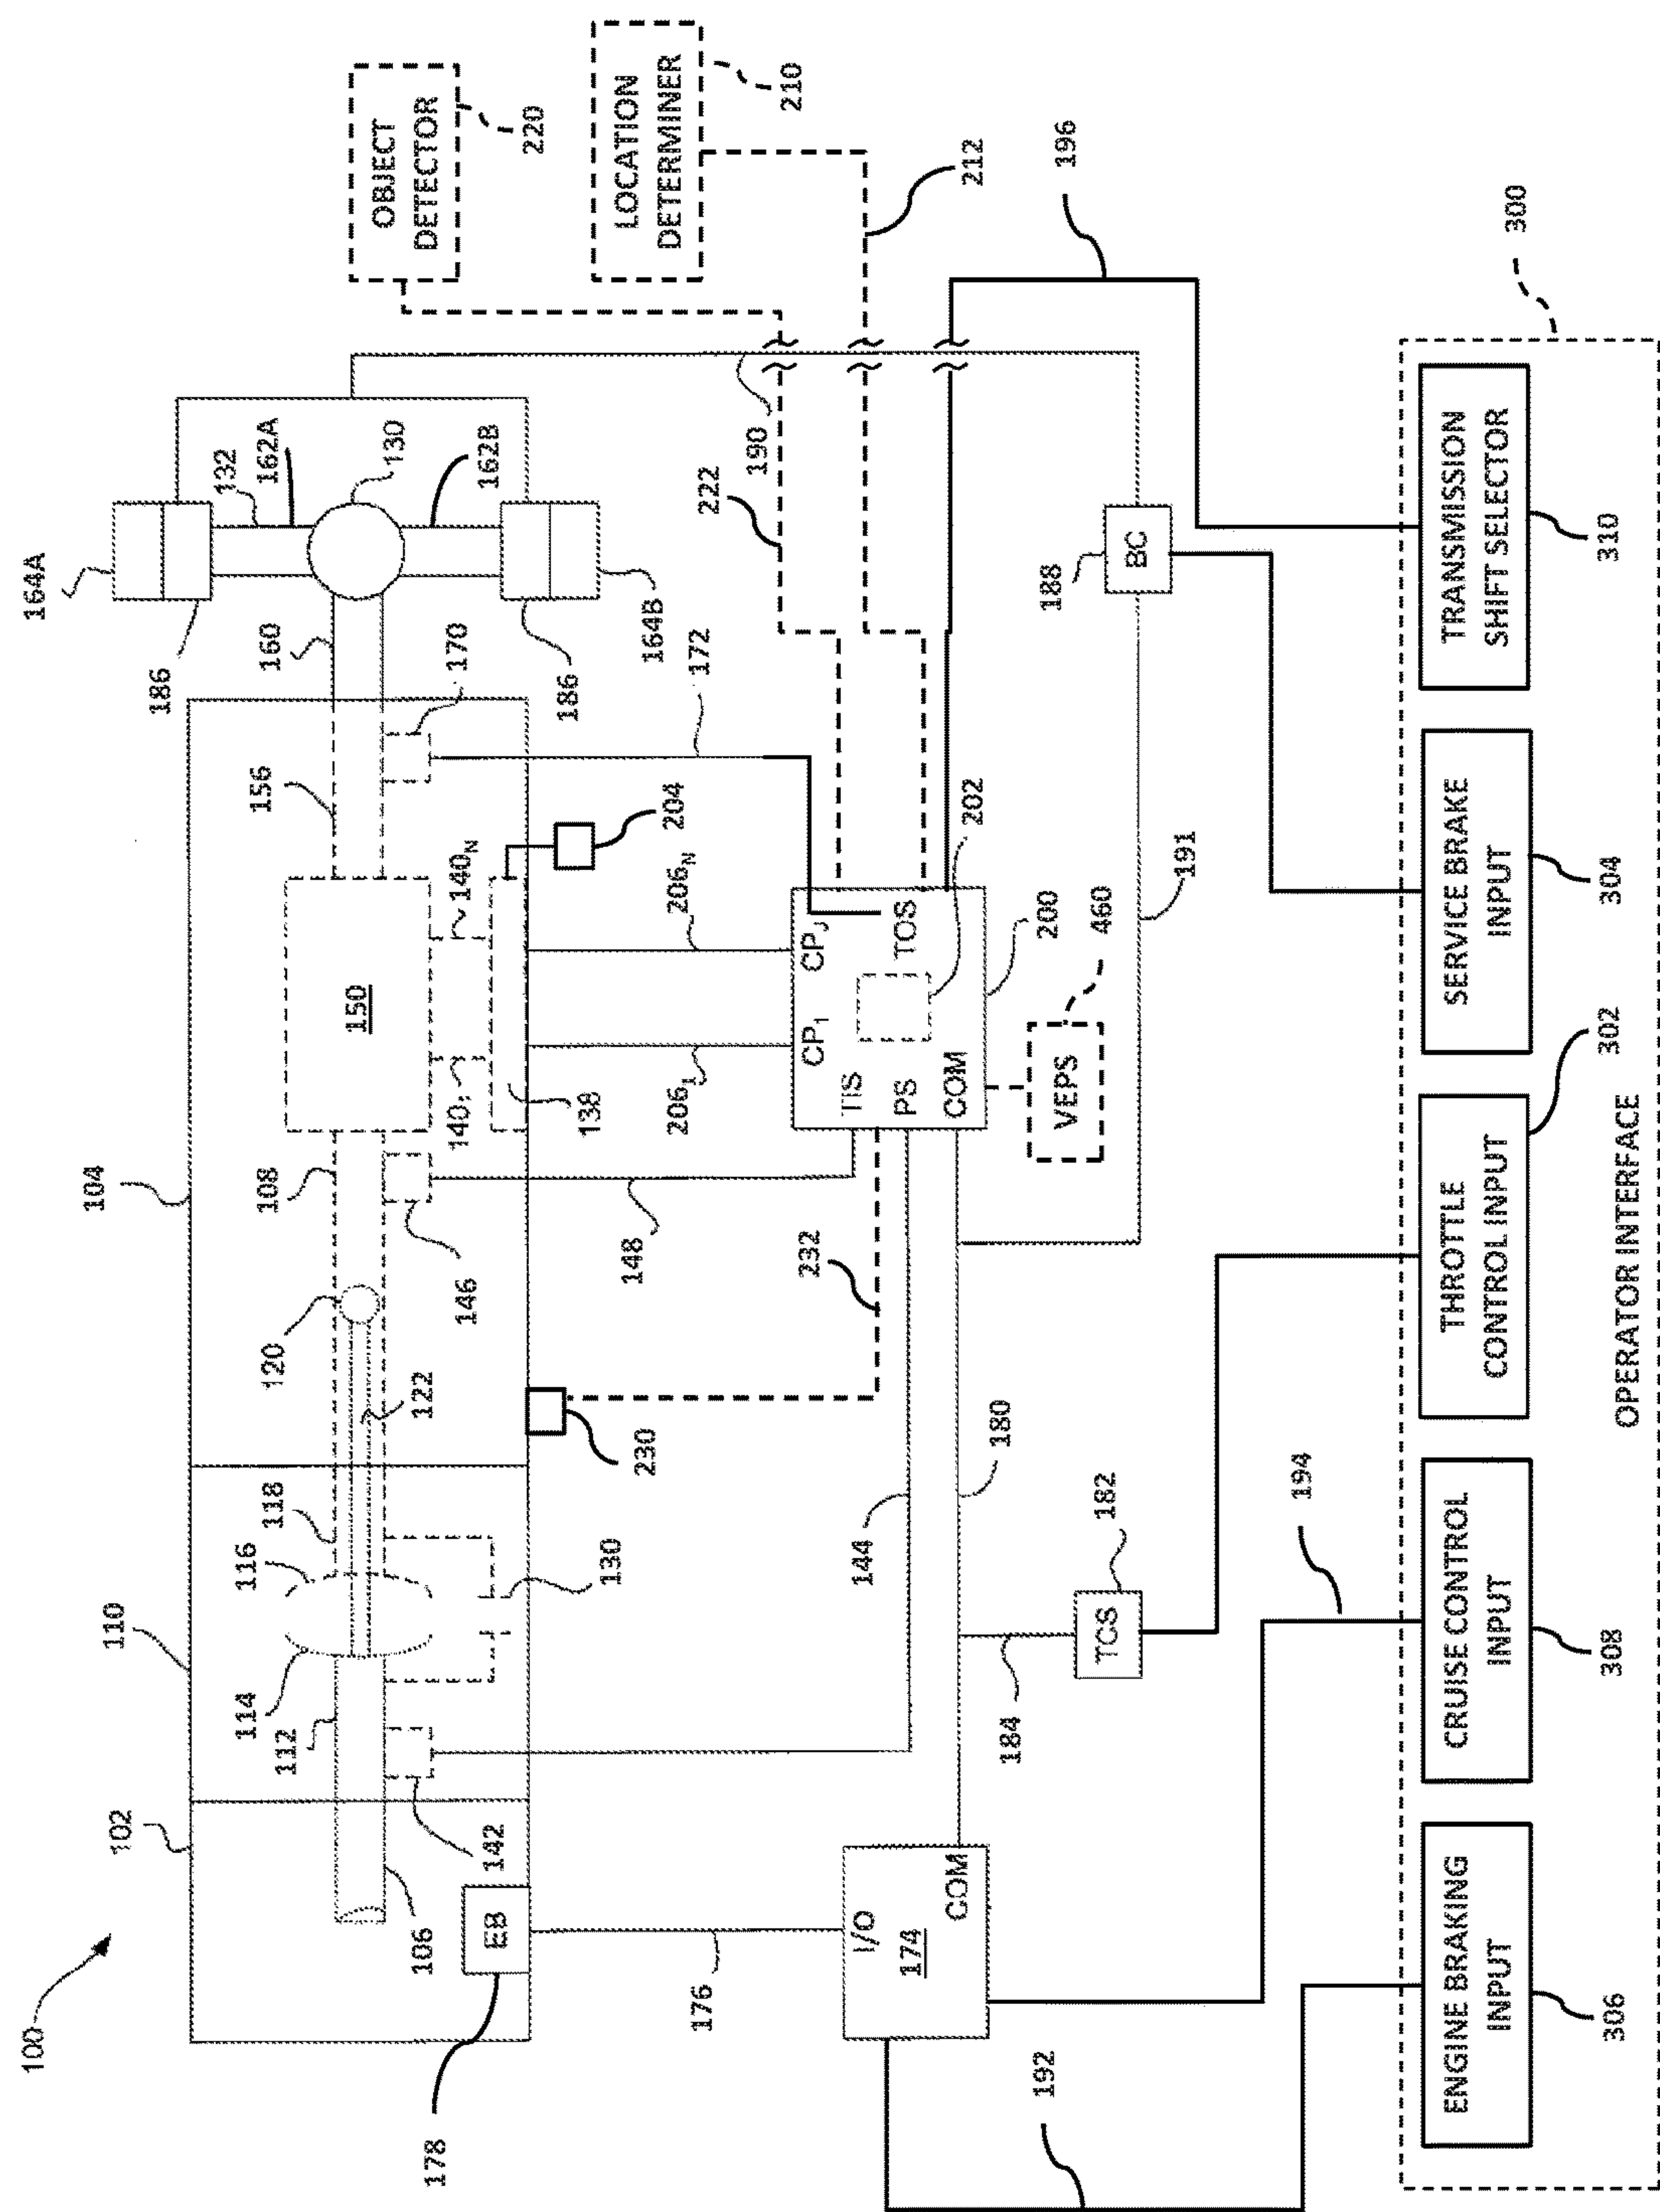 100
102
110
104
164A
114
116
118
120
108
156
160
132
162A
130
112
122
150
186
162B
106
142
130
146
140₁
140_N
170
186
164B
OBJECT
DETECTOR
220
EB
178
230
138
204
172
222
190
LOCATION
DETERMINER
210
212
196
176
144
148
232
206₁
206_N
I/O
174
COM
180
TIS
PS
COM
CP₁
CP_J
TOS
202
200
VEPS
460
184
TCS
182
191
188
BC
192
194
300
ENGINE BRAKING
INPUT
306
CRUISE CONTROL
INPUT
308
THROTTLE
CONTROL INPUT
302
SERVICE BRAKE
INPUT
304
TRANSMISSION
SHIFT SELECTOR
310
OPERATOR INTERFACE